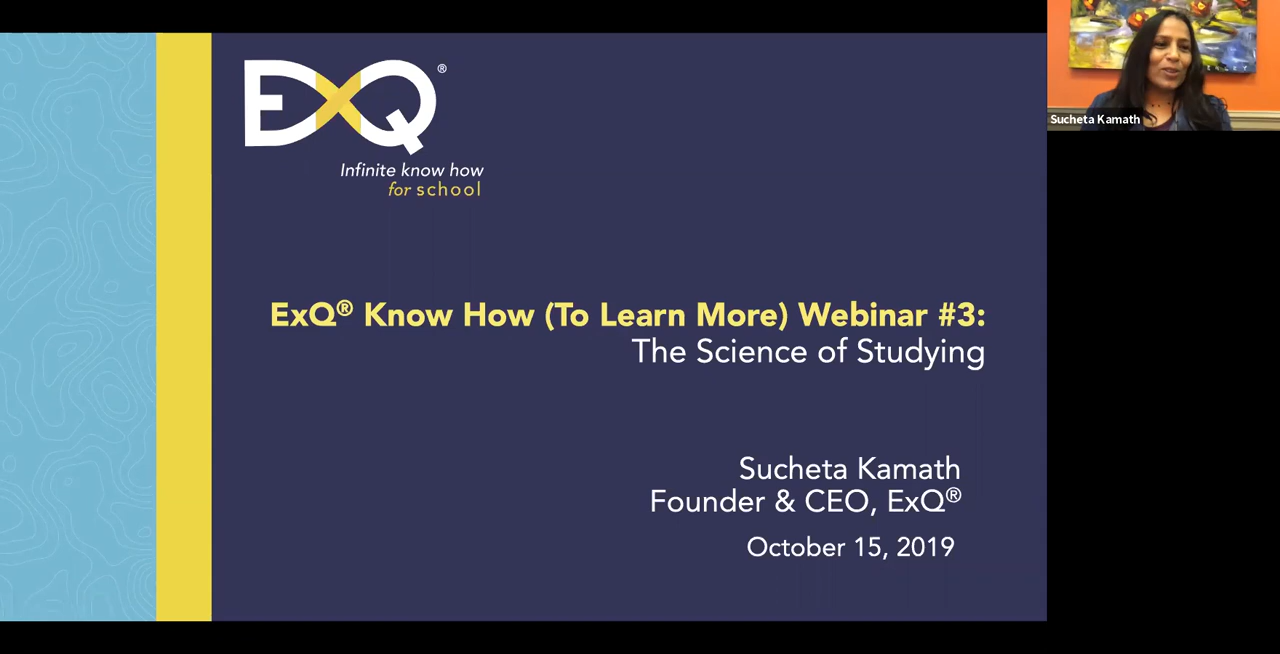 ExQ®
Infinite know how
for school
ExQ® Know How (To Learn More) Webinar #3:
The Science of Studying
Sucheta Kamath
Founder & CEO, ExQ®
October 15, 2019
Sucheta Kamath